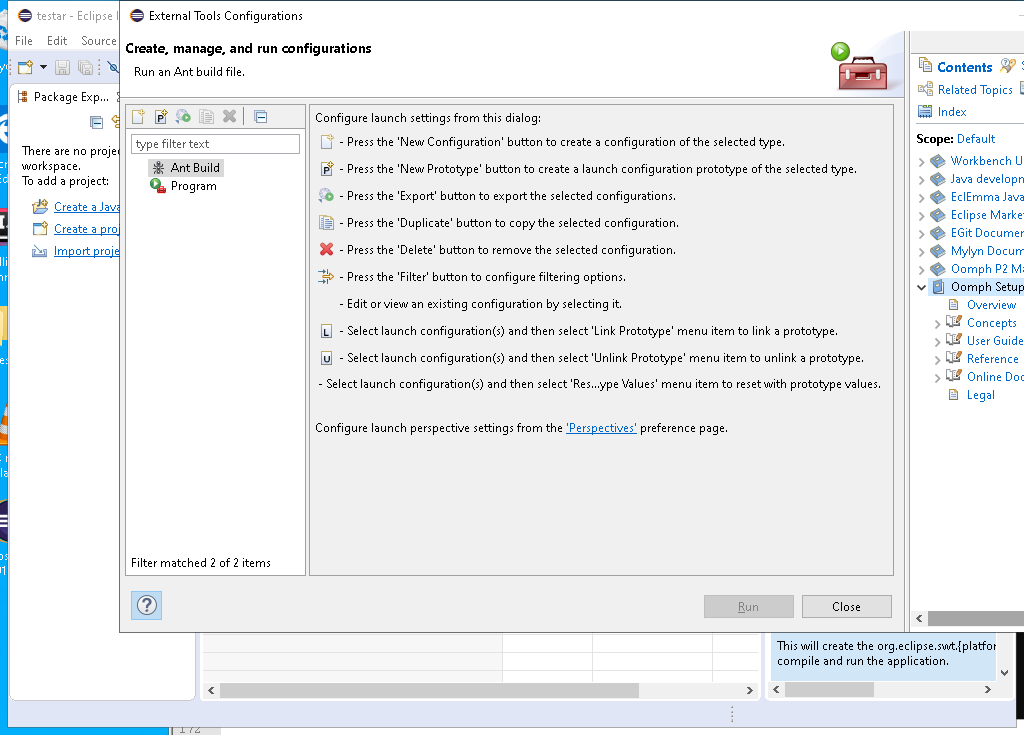 testar - Eclipse I
External Tools Configurations
File Edit Source
Create, manage, and run configurations
Run an Ant build file.
Package Exp...
There are no proje
workspace.
To add a project:
Create a Java
Create a proj
Import proje
type filter text
Ant Build
Program
Filter matched 2 of 2 items
Configure launch settings from this dialog:
- Press the 'New Configuration' button to create a configuration of the selected type.
- Press the 'New Prototype' button to create a launch configuration prototype of the selected type.
- Press the 'Export' button to export the selected configurations.
- Press the 'Duplicate' button to copy the selected configuration.
- Press the 'Delete' button to remove the selected configuration.
- Press the 'Filter' button to configure filtering options.
- Edit or view an existing configuration by selecting it.
L - Select launch configuration(s) and then select 'Link Prototype' menu item to link a prototype.
U - Select launch configuration(s) and then select 'Unlink Prototype' menu item to unlink a prototype.
- Select launch configuration(s) and then select 'Res...ype Values' menu item to reset with prototype values.
Configure launch perspective settings from the 'Perspectives' preference page.
Run
Close
Contents
Related Topics
Index
Scope: Default
Workbench U
Java developn
EclEmma Java
Eclipse Marke
EGit Documer
Mylyn Docum
Oomph P2 Ma
Oomph Setup
Overview
Concepts
User Guide
Reference
Online Doc
Legal
This will create the org.eclipse.swt.{platfor
compile and run the application.